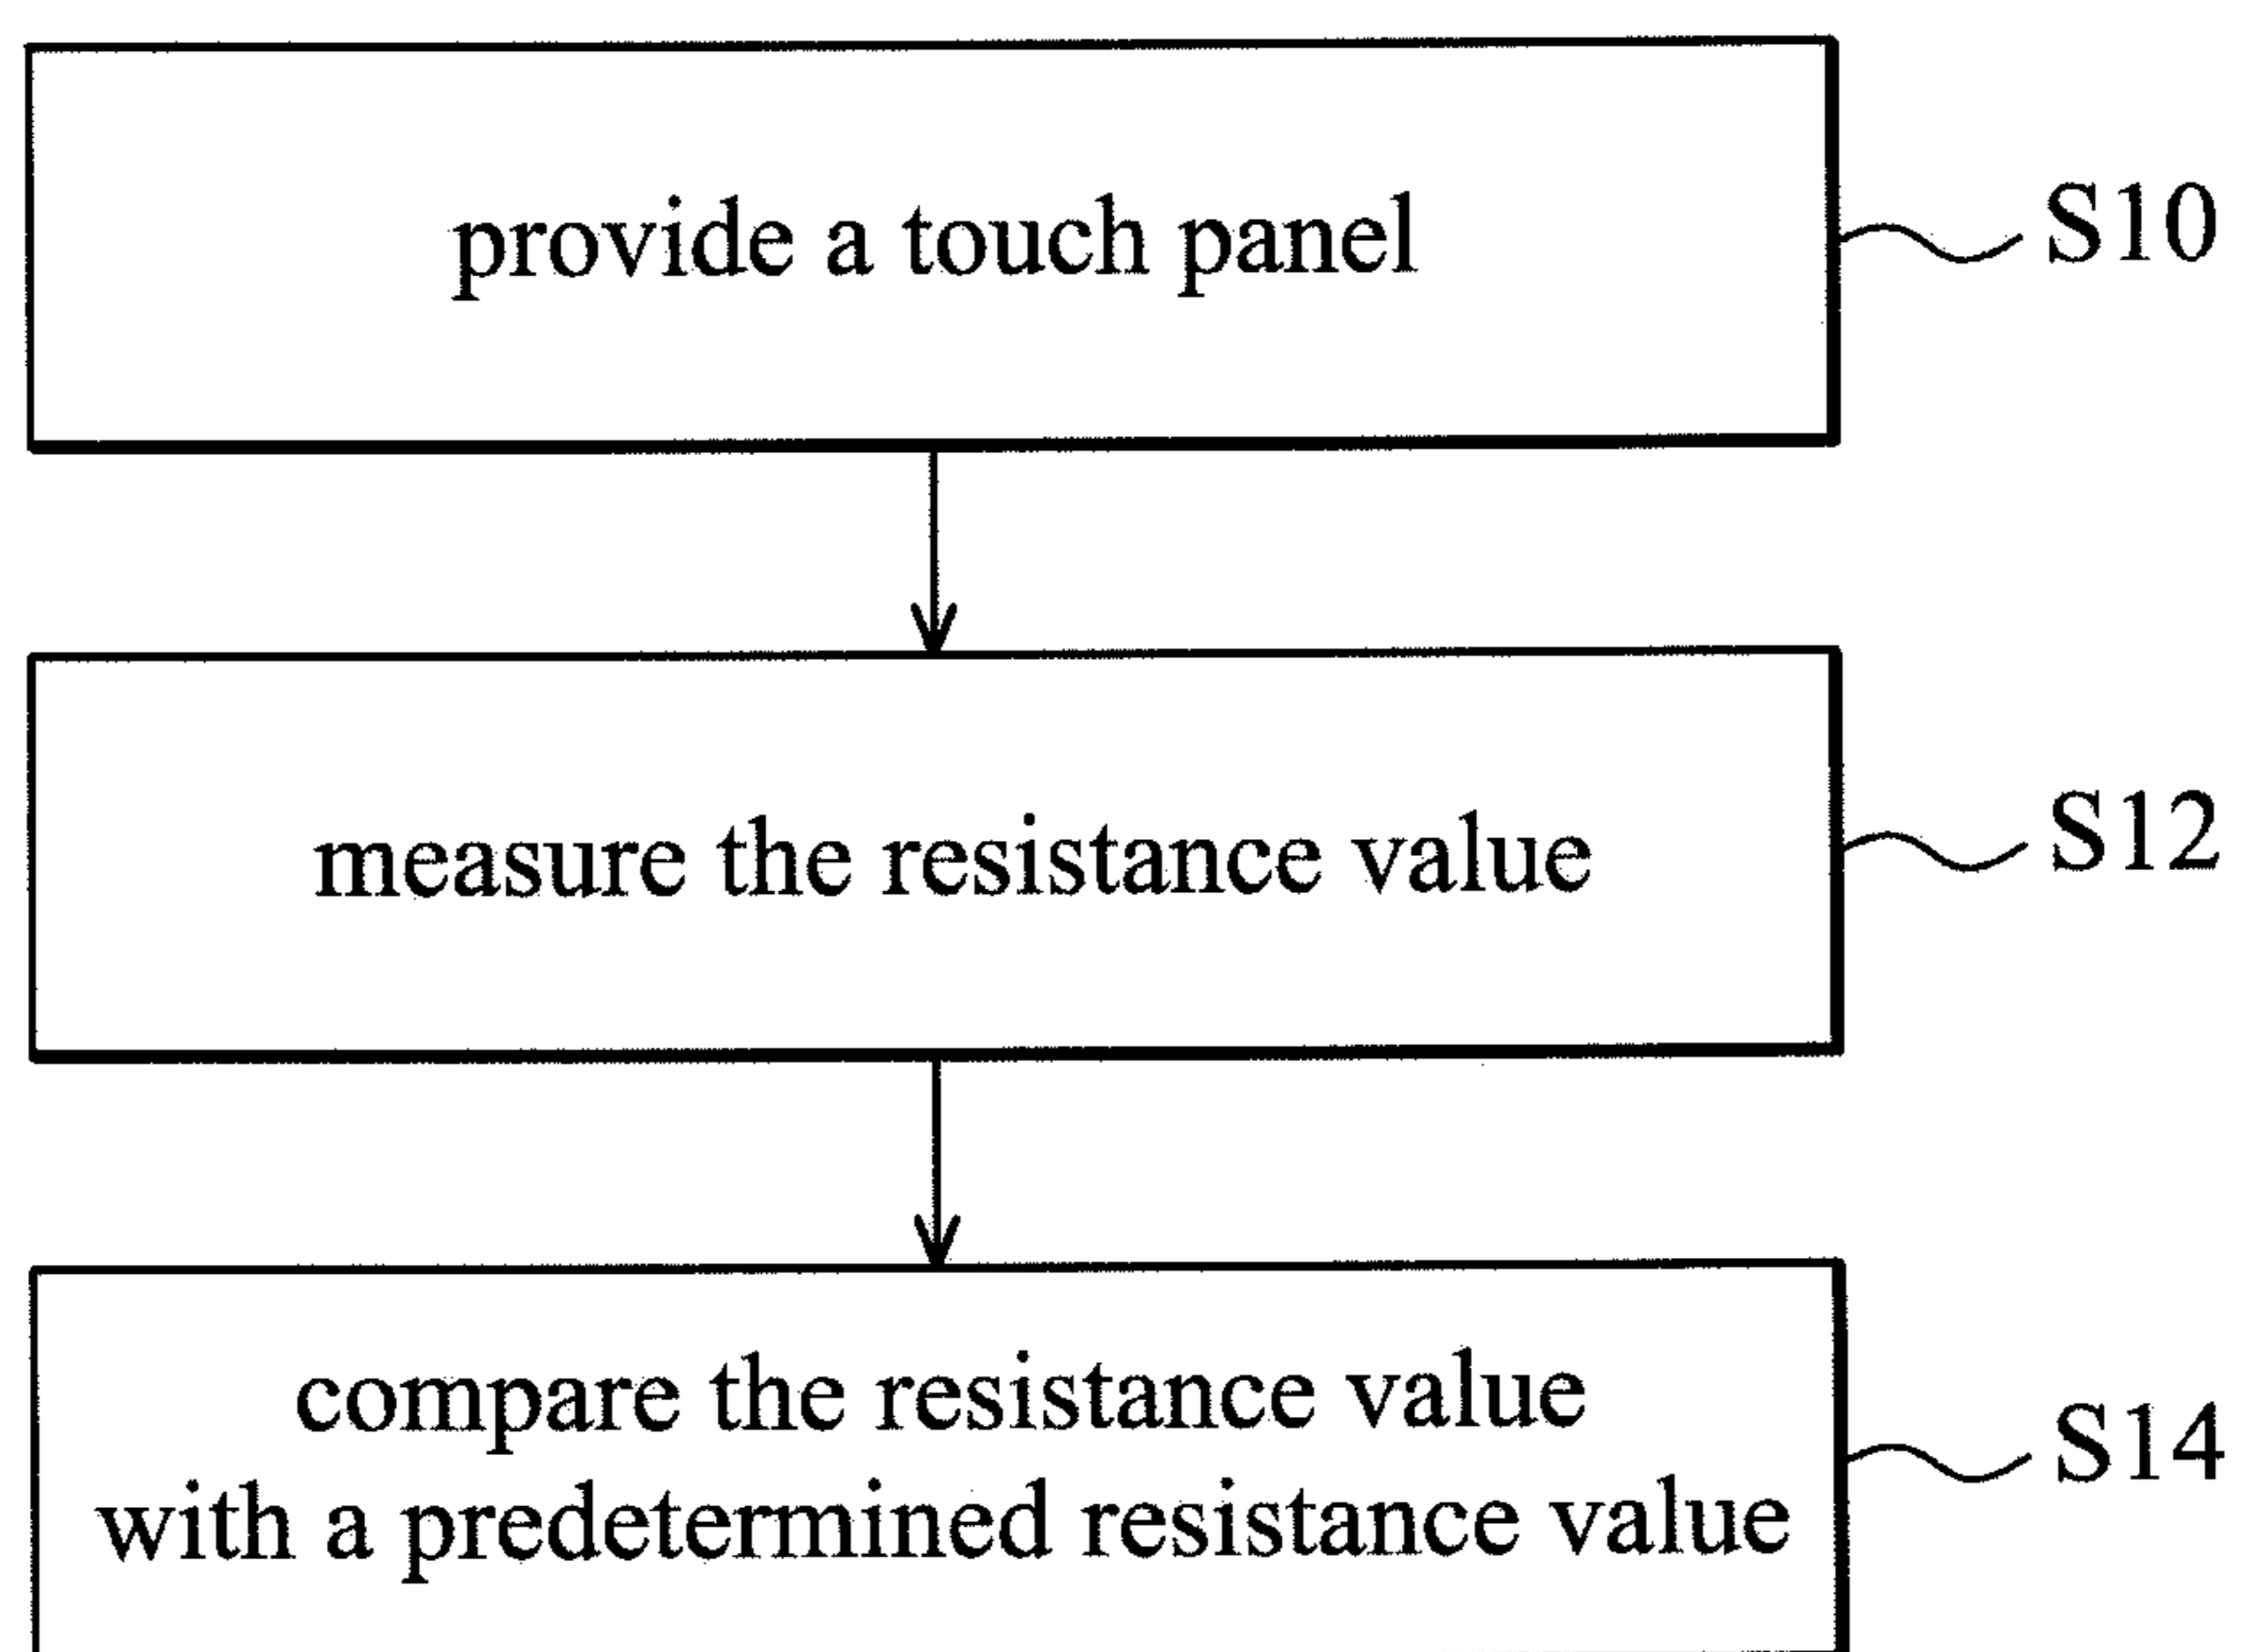 provide a touch panel
S10
measure the resistance value
S12
compare the resistance value
with a predetermined resistance value
S14